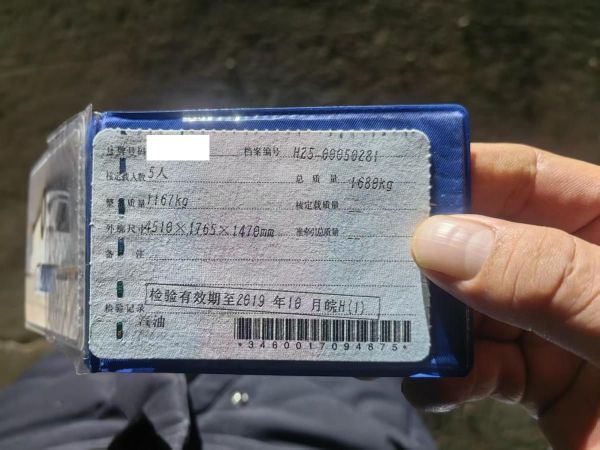 号牌号码 档案编号 H25-00050281
核定载人数 5人 总质量 1680kg
整备质量 1167kg 核定载质量
外廓尺寸 4510×1765×1470mm 准牵引总质量
备注
检验有效期至2019年10月皖H(1)
检验记录
汽油
*3460017094875*